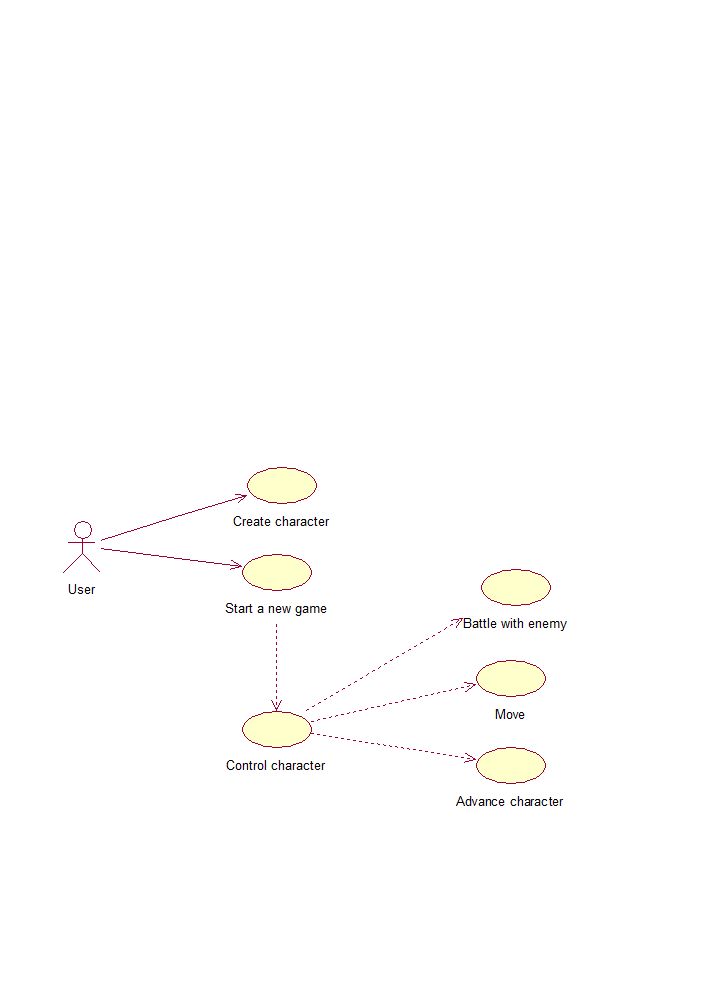 Create character
User
Start a new game
Battle with enemy
Move
Control character
Advance character